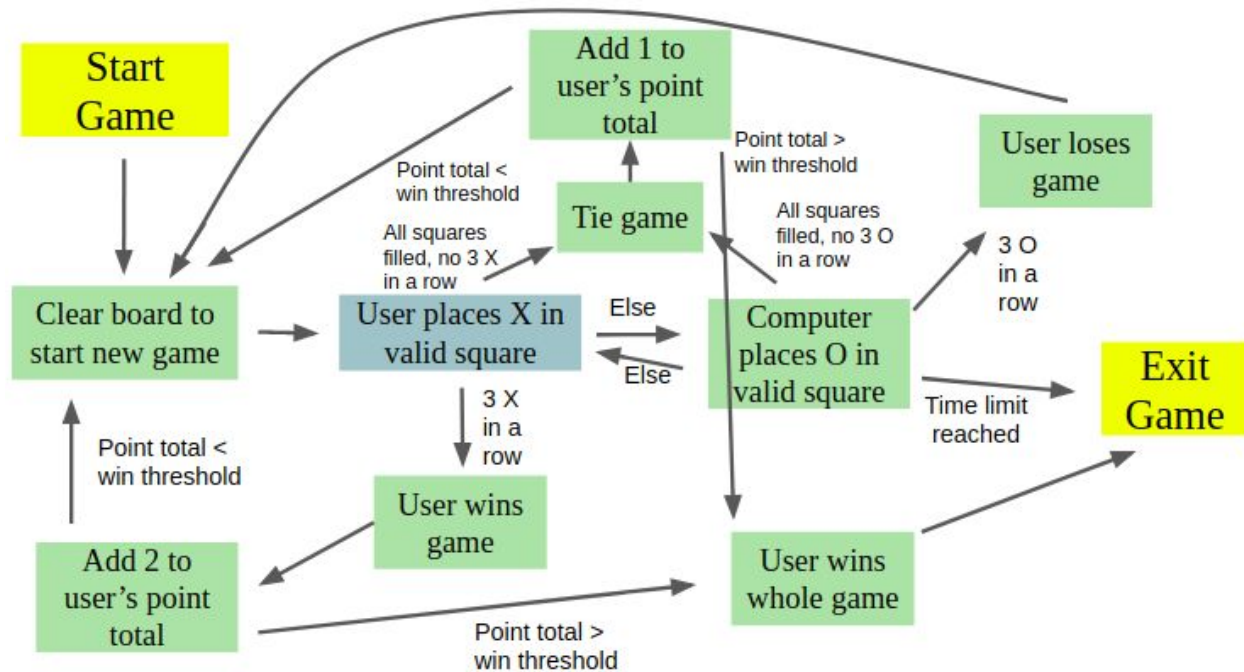 Start
Game
Add 1 to
user’s point
total
Point total >
win threshold
User loses
game
Point total <
win threshold
Tie game
All squares
filled, no 3 X
in a row
All squares
filled, no 3 O
in a row
3 O
in a
row
Clear board to
start new game
User places X in
valid square
Else
Else
Computer
places O in
valid square
Exit
Game
Time limit
reached
3 X
in a
row
Point total <
win threshold
User wins
game
Add 2 to
user’s point
total
User wins
whole game
Point total >
win threshold